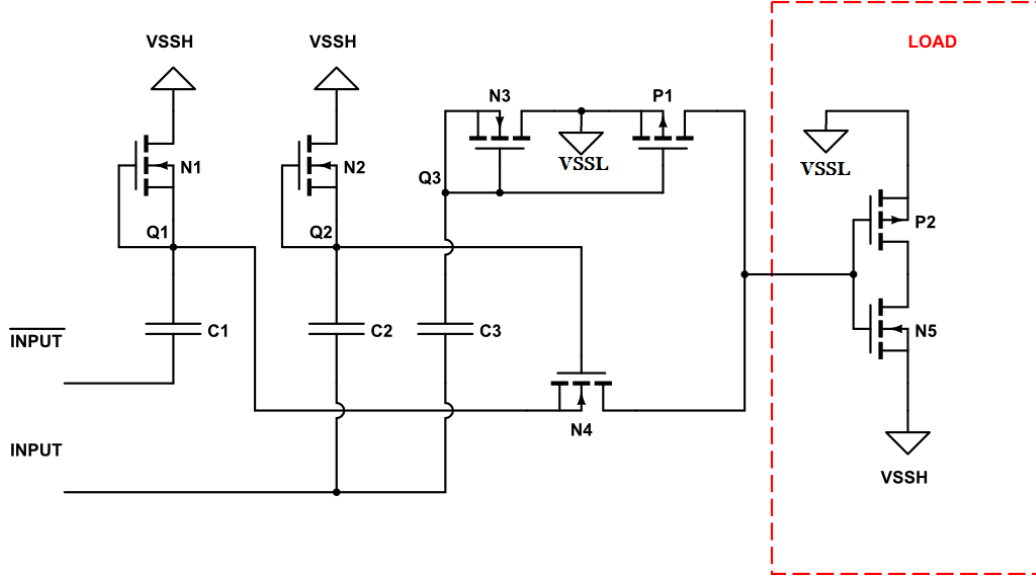 VSSH
VSSH
LOAD
N3
P1
VSSL
VSSL
N1
N2
Q3
P2
Q1
Q2
INPUT
C1
C2
C3
N5
N4
INPUT
VSSH